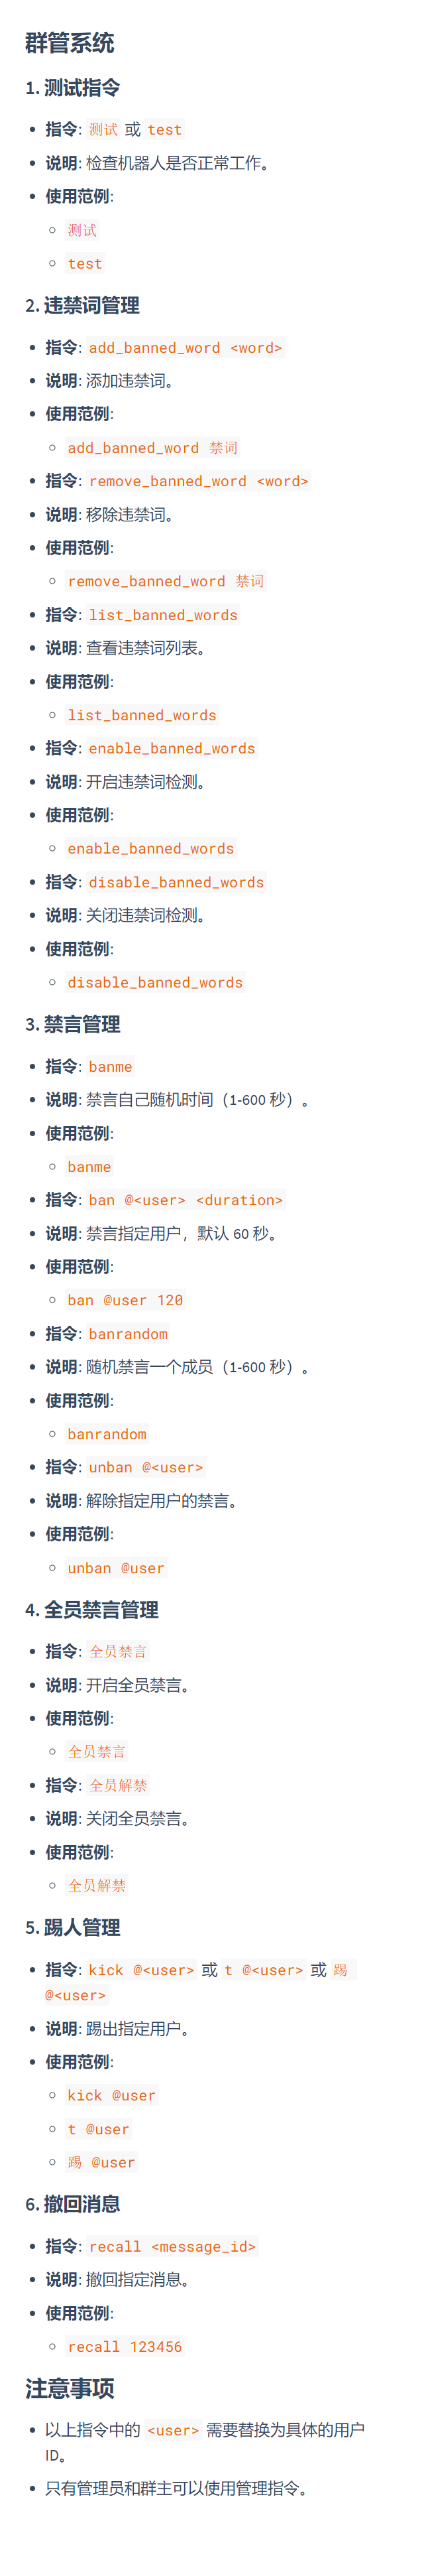 群管系统
1. 测试指令
指令: 测试 或 test
说明: 检查机器人是否正常工作。
使用范例:
测试
test
2. 违禁词管理
指令: add_banned_word <word>
说明: 添加违禁词。
使用范例:
add_banned_word 禁词
指令: remove_banned_word <word>
说明: 移除违禁词。
使用范例:
remove_banned_word 禁词
指令: list_banned_words
说明: 查看违禁词列表。
使用范例:
list_banned_words
指令: enable_banned_words
说明: 开启违禁词检测。
使用范例:
enable_banned_words
指令: disable_banned_words
说明: 关闭违禁词检测。
使用范例:
disable_banned_words
3. 禁言管理
指令: banme
说明: 禁言自己随机时间（1-600 秒）。
使用范例:
banme
指令: ban @<user> <duration>
说明: 禁言指定用户，默认 60 秒。
使用范例:
ban @user 120
指令: banrandom
说明: 随机禁言一个成员（1-600 秒）。
使用范例:
banrandom
指令: unban @<user>
说明: 解除指定用户的禁言。
使用范例:
unban @user
4. 全员禁言管理
指令: 全员禁言
说明: 开启全员禁言。
使用范例:
全员禁言
指令: 全员解禁
说明: 关闭全员禁言。
使用范例:
全员解禁
5. 踢人管理
指令: kick @<user> 或 t @<user> 或 踢
@<user>
说明: 踢出指定用户。
使用范例:
kick @user
t @user
踢 @user
6. 撤回消息
指令: recall <message_id>
说明: 撤回指定消息。
使用范例:
recall 123456
注意事项
以上指令中的 <user> 需要替换为具体的用户
ID。
只有管理员和群主可以使用管理指令。